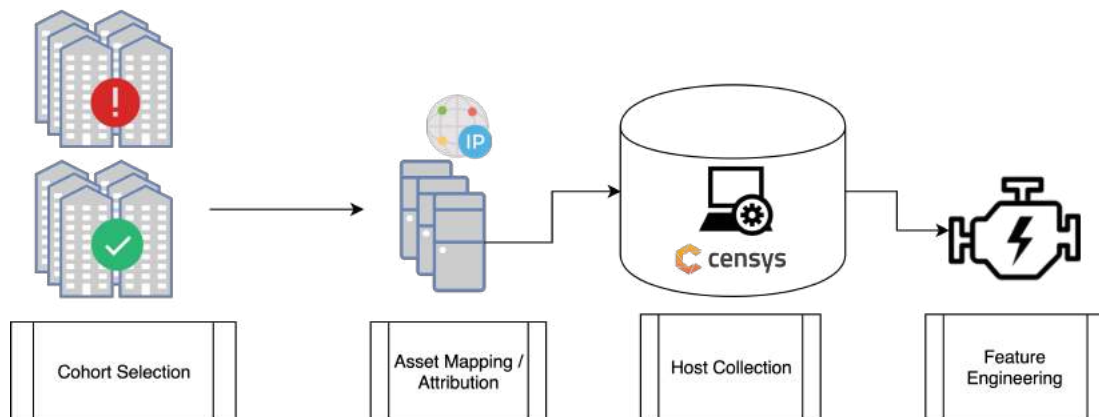 IP
censys
Cohort Selection
Asset Mapping /
Attribution
Host Collection
Feature
Engineering